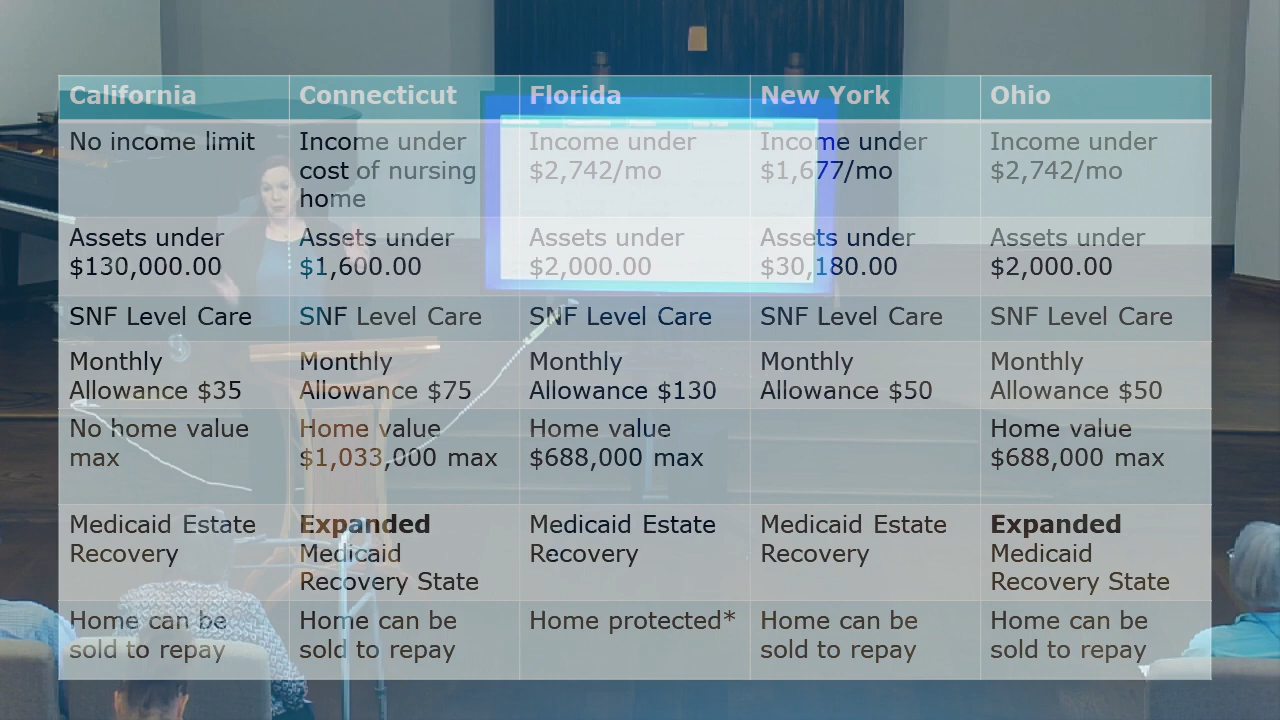 California
Connecticut
Florida
New York
Ohio
No income limit
Income under
cost of nursing
home
Income under
$2,742/mo
Income under
$1,677/mo
Income under
$2,742/mo
Assets under
$130,000.00
Assets under
$1,600.00
Assets under
$2,000.00
Assets under
$30,180.00
Assets under
$2,000.00
SNF Level Care
SNF Level Care
SNF Level Care
SNF Level Care
SNF Level Care
Monthly
Allowance $35
Monthly
Allowance $75
Monthly
Allowance $130
Monthly
Allowance $50
Monthly
Allowance $50
No home value
max
Home value
$1,033,000 max
Home value
$688,000 max
Home value
$688,000 max
Medicaid Estate
Recovery
Expanded
Medicaid
Recovery State
Medicaid Estate
Recovery
Medicaid Estate
Recovery
Expanded
Medicaid
Recovery State
Home can be
sold to repay
Home can be
sold to repay
Home protected*
Home can be
sold to repay
Home can be
sold to repay